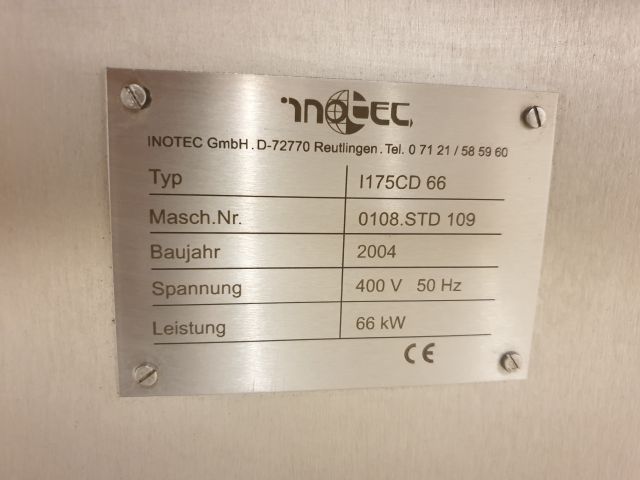 INOTEC
INOTEC GmbH . D-72770 Reutlingen . Tel. 0 71 21 / 58 59 60
Typ I175CD 66
Masch.Nr. 0108.STD 109
Baujahr 2004
Spannung 400 V 50 Hz
Leistung 66 kW
CE